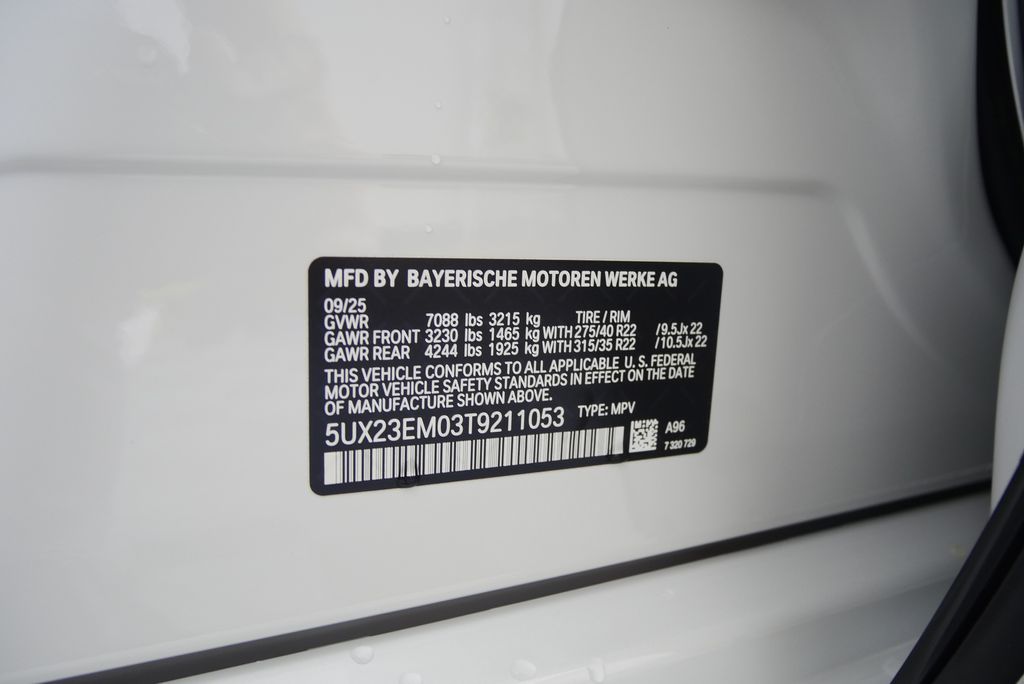 MFD BY BAYERISCHE MOTOREN WERKE AG
09/25
GVWR 7088 lbs 3215 kg TIRE / RIM
GAWR FRONT 3230 lbs 1465 kg WITH 275/40 R22 /9.5Jx 22
GAWR REAR 4244 lbs 1925 kg WITH 315/35 R22 /10.5Jx 22
THIS VEHICLE CONFORMS TO ALL APPLICABLE U. S. FEDERAL
MOTOR VEHICLE SAFETY STANDARDS IN EFFECT ON THE DATE
OF MANUFACTURE SHOWN ABOVE.
5UX23EM03T9211053 TYPE: MPV
A96
7 320 729